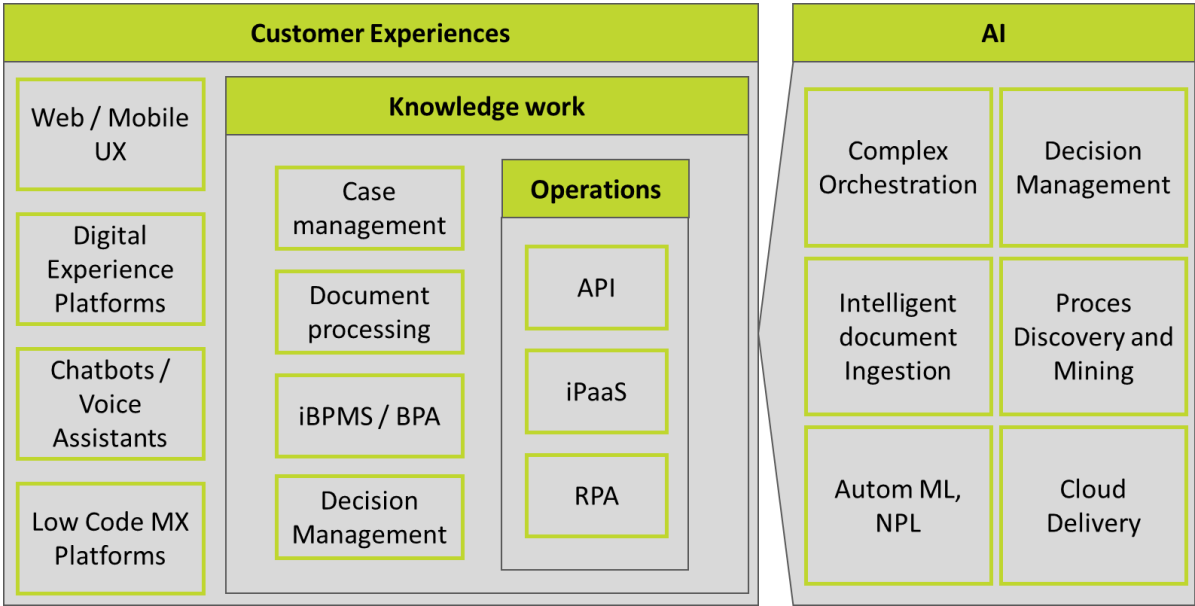 Customer Experiences
Web / Mobile
UX
Digital
Experience
Platforms
Chatbots /
Voice
Assistants
Low Code MX
Platforms
Knowledge work
Case
management
Document
processing
iBPMS / BPA
Decision
Management
Operations
API
iPaaS
RPA
AI
Complex
Orchestration
Decision
Management
Intelligent
document
Ingestion
Proces
Discovery and
Mining
Autom ML,
NPL
Cloud
Delivery